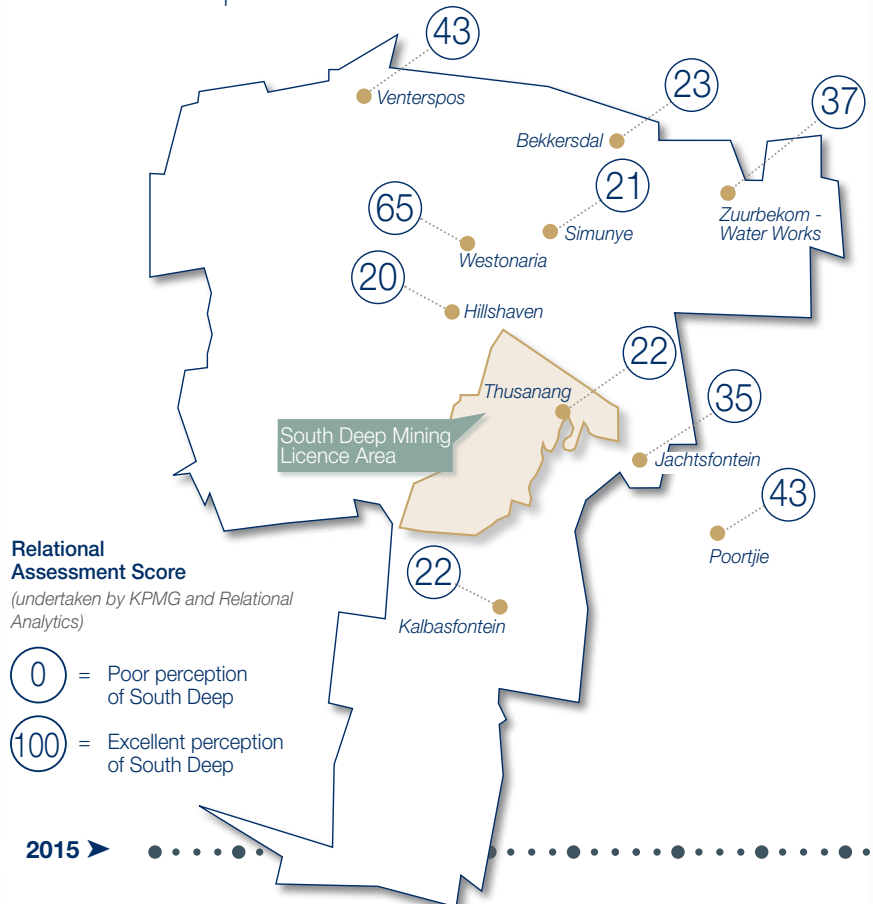 43
Venterspos
23
Bekkersdal
37
Zuurbekom -
Water Works
21
Simunye
65
Westonaria
20
Hillshaven
22
Thusanang
35
Jachtsfontein
South Deep Mining
Licence Area
43
Poortjie
22
Kalbasfontein
Relational
Assessment Score
(undertaken by KPMG and Relational
Analytics)
0 = Poor perception
of South Deep
100 = Excellent perception
of South Deep
2015